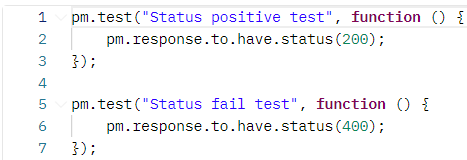 1 pm.test("Status positive test", function () {
2     pm.response.to.have.status(200);
3 });
4
5 pm.test("Status fail test", function () {
6     pm.response.to.have.status(400);
7 });